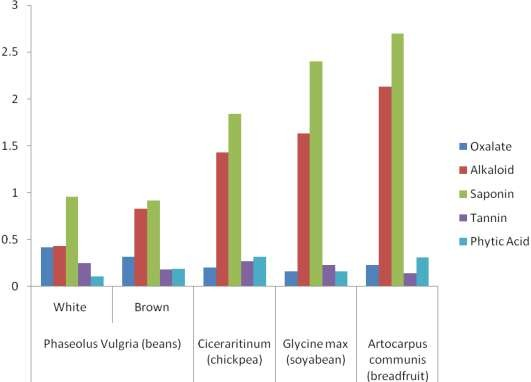 3
2.5
2
1.5
1
0.5
0
Oxalate
Alkaloid
Saponin
Tannin
Phytic Acid
White
Brown
Phaseolus Vulgria (beans)
Ciceraritinum
(chickpea)
Glycine max
(soyabean)
Artocarpus
communis
(breadfruit)